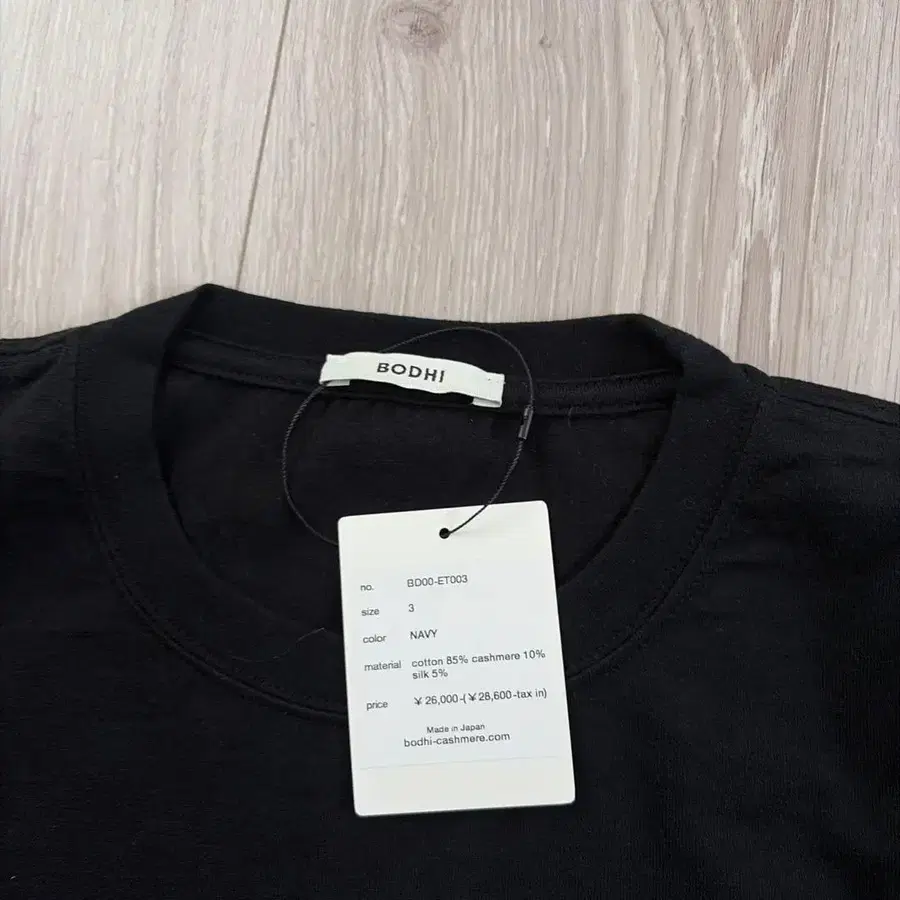 BODHI
no. BD00-ET003
size 3
color NAVY
material cotton 85% cashmere 10%
silk 5%
price ￥26,000-(￥28,600-tax in)
Made in Japan
bodhi-cashmere.com